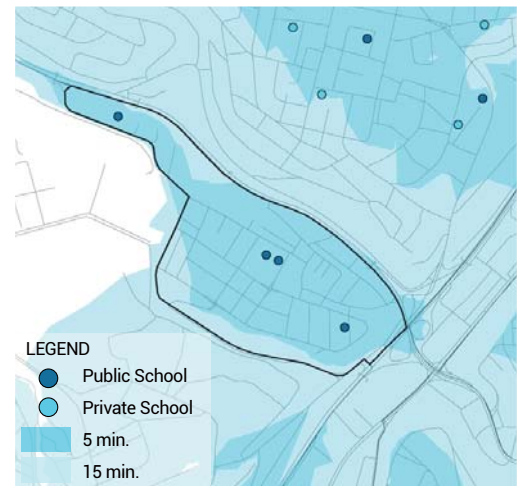 LEGEND
Public School
Private School
5 min.
15 min.